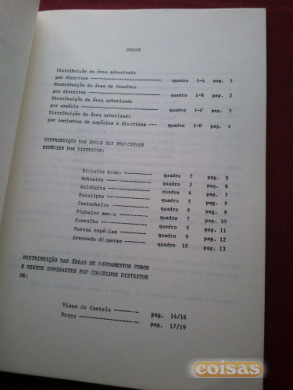 INDICE
Distribuição da área arborizada
por distritos -------- quadro 1-A pag. 1
Distribuição da área de
por distritos -------- quadro 1-B pag. 2
Distribuição da área arborizada
por espécie -------- quadro 1-C pag. 3
Distribuição da área arborizada
por conjuntos de espécies e distritos - quadro 1-D pag. 4
DISTRIBUIÇÃO DAS ÁREAS DAS PRINCIPAIS
ESPÉCIES POR DISTRITOS:
Pinheiro bravo ------ quadro 2 pag. 5
Sobreiro ------ quadro 3 pag. 6
Azinheira ------ quadro 4 pag. 7
Eucalipto ------ quadro 5 pag. 8
Castanheiro ------ quadro 6 pag. 9
Pinheiro manso ------ quadro 7 pag. 10
Carvalho ------ quadro 8 pag. 11
Outras espécies ------ quadro 9 pag. 12
Arvoredo disperso ------ quadro 10 pag. 13
DISTRIBUIÇÃO DAS ÁREAS DE POVOAMENTOS PUROS
E MISTOS DOMINANTES POR CONCELHOS DISTRITOS
DE:
Viana do Castelo -------- pag. 14/16
Braga -------- pag. 17/19
coisas